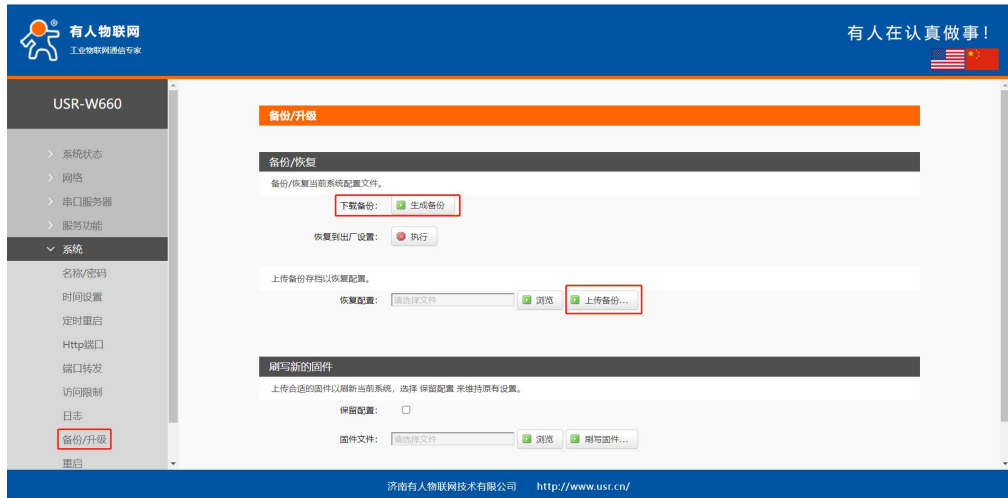 有人物联网
工业物联网通信专家
有人在认真做事！
USR-W660
系统状态
网络
串口服务器
服务功能
系统
名称/密码
时间设置
定时重启
Http端口
端口转发
访问限制
日志
备份/升级
重启
备份/升级
备份/恢复
备份/恢复当前系统配置文件。
下载备份： 生成备份
恢复到出厂设置： 执行
上传备份存档以恢复配置。
恢复配置： 请选择文件 浏览 上传备份...
刷写新的固件
上传合适的固件以刷新当前系统，选择 保留配置 来维持原有设置。
保留配置：
固件文件： 请选择文件 浏览 刷写固件...
济南有人物联网技术有限公司 http://www.usr.cn/